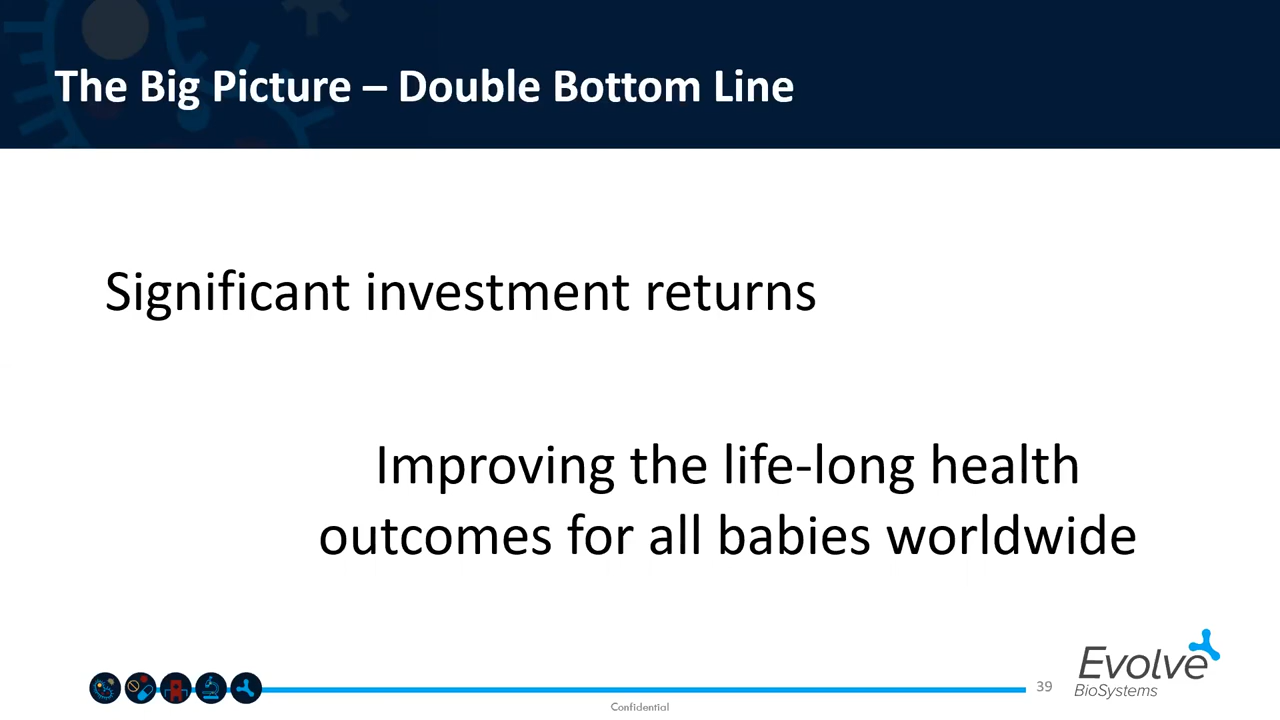 The Big Picture – Double Bottom Line
Significant investment returns
Improving the life-long health
outcomes for all babies worldwide
39
Evolve
BioSystems
Confidential